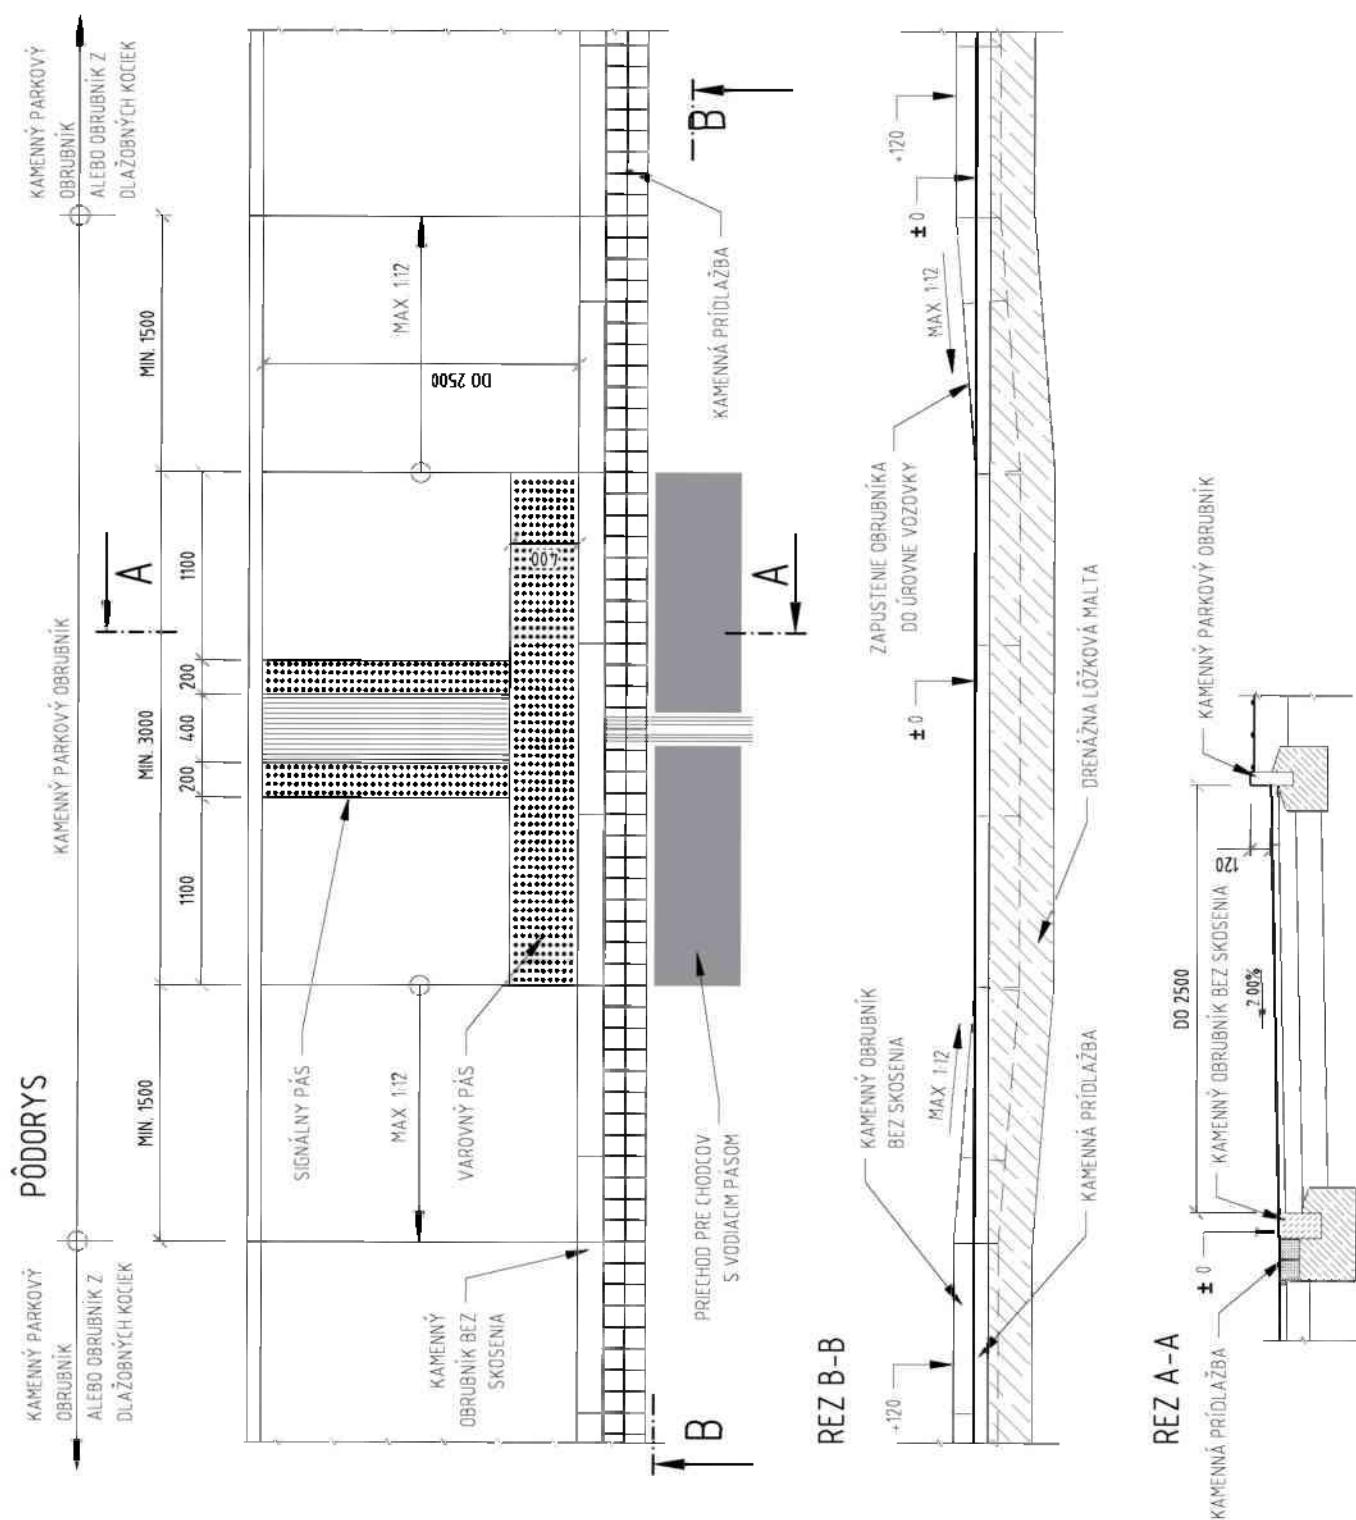 PÔDORYS
KAMENNÝ PARKOVÝ
OBRUBNÍK
ALEBO OBRUBNÍK Z
DLAŽOBNÝCH KOCIEK
KAMENNÝ PARKOVÝ OBRUBNÍK
KAMENNÝ PARKOVÝ
OBRUBNÍK
ALEBO OBRUBNÍK Z
DLAŽOBNÝCH KOCIEK
MIN. 1500
MIN. 3000
MIN. 1500
1100
200
400
200
1100
A
SIGNÁLNY PÁS
MAX 1:12
MAX 1:12
DO 2500
VAROVNÝ PÁS
400
KAMENNÝ
OBRUBNÍK BEZ
SKOSENIA
PRIECHOD PRE CHODCOV
S VODIACIM PÁSOM
KAMENNÁ PRÍDLAŽBA
A
B
B
REZ B-B
+120
KAMENNÝ OBRUBNÍK
BEZ SKOSENIA
MAX 1:12
± 0
ZAPUSTENIE OBRUBNÍKA
DO ÚROVNE VOZOVKY
MAX 1:12
± 0
+120
KAMENNÁ PRÍDLAŽBA
DRENÁŽNA LÔŽKOVÁ MALTA
REZ A-A
KAMENNÁ PRÍDLAŽBA
± 0
KAMENNÝ OBRUBNÍK BEZ SKOSENIA
DO 2500
2.00%
120
KAMENNÝ PARKOVÝ OBRUBNÍK